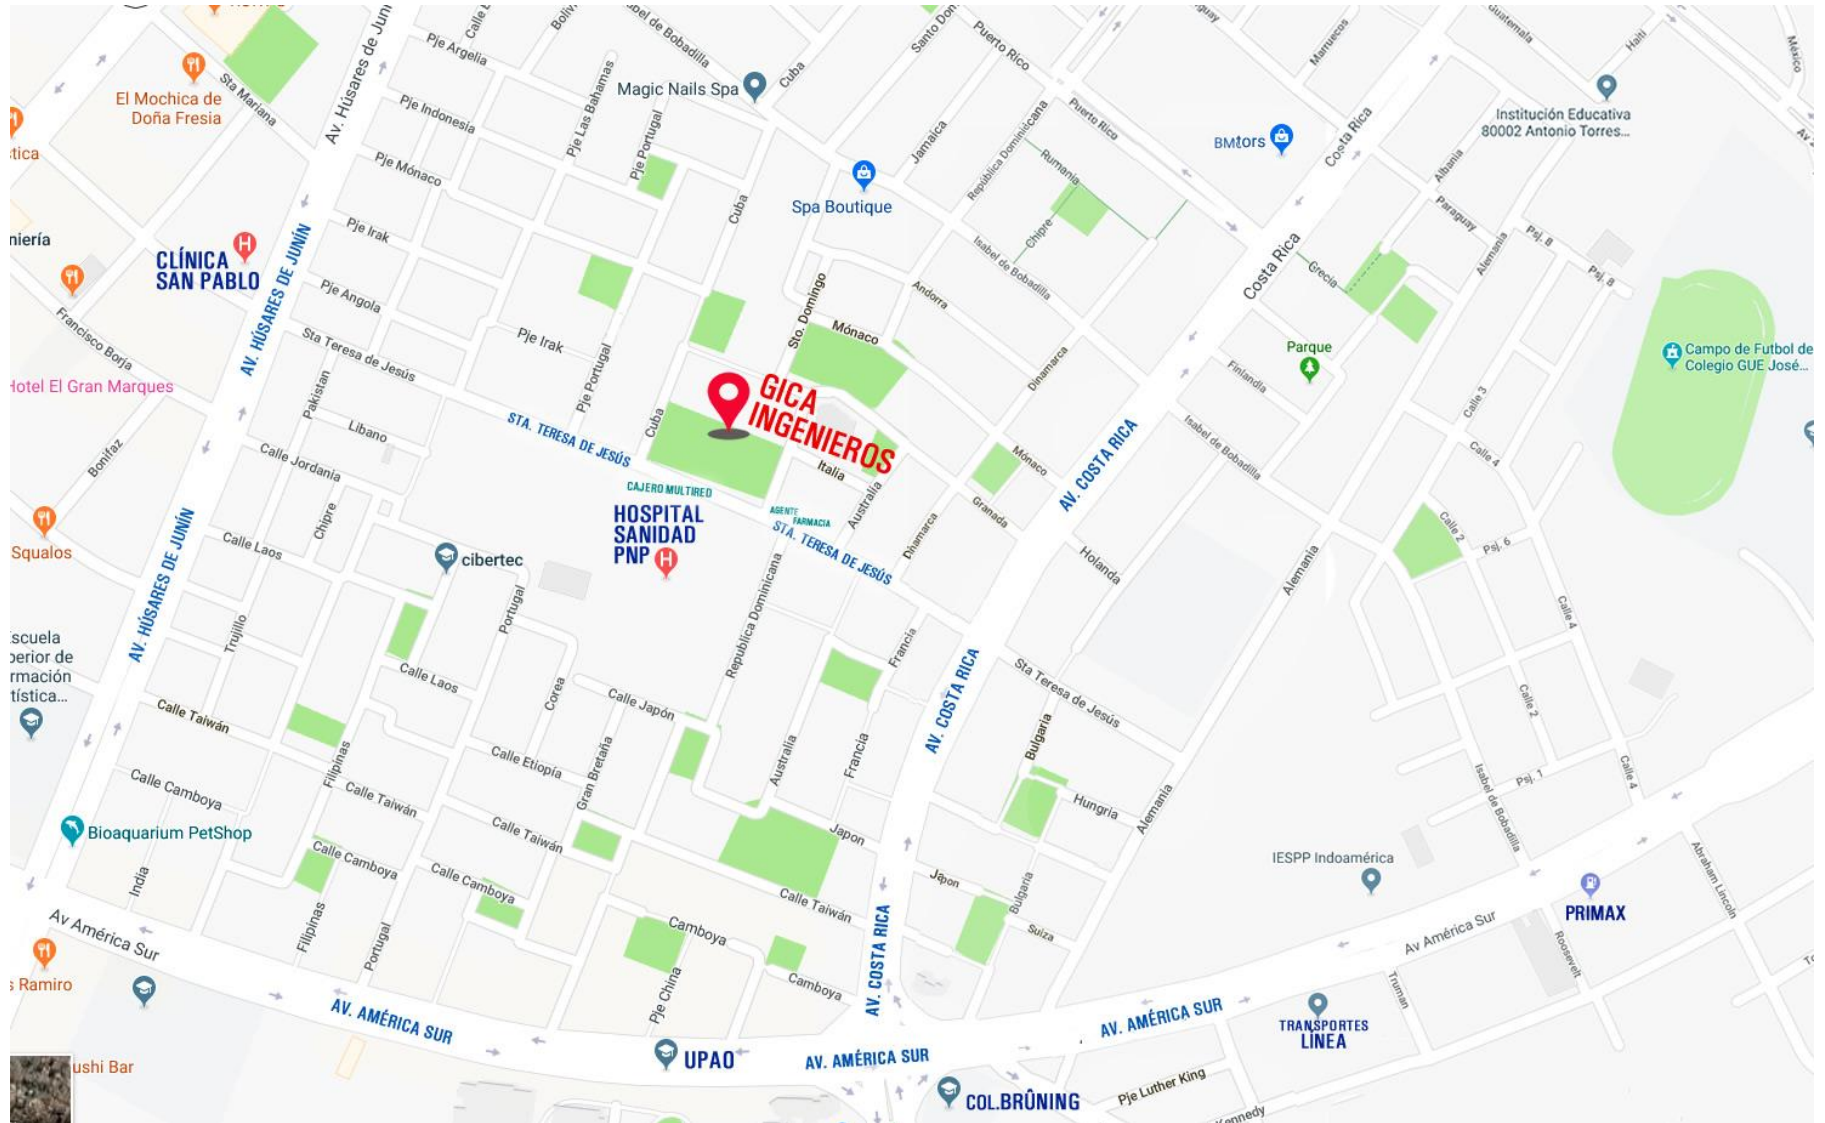 Av. Húsares de Juní
Pje Argelia
Puerto Rico
Cuba
Magic Nails Spa
El Mochica de
Doña Fresia
Sta Mariana
Pje Indonesia
Pje Las Bahamas
Pje Portugal
Pje Mónaco
Jamaica
República Dominicana
Rumania
Puerto Rico
Marruecos
Guatemala
Haití
México
Costa Rica
Institución Educativa
80002 Antonio Torres...
BMtors
Albania
Paraguay
Alemania
Psj. 8
Psj. 8
Spa Boutique
Cuba
Chipre
Isabel de Bobadilla
Costa Rica
Grecia
Pje Irak
CLÍNICA
SAN PABLO
AV. HÚSARES DE JUNÍN
Pje Angola
Francisco Borja
Sta Teresa de Jesús
Pje Irak
Pje Portugal
Sto. Domingo
Mónaco
Andorra
Dinamarca
Finlandia
Parque
Campo de Futbol de
Colegio GUE José...
Hotel El Gran Marques
Pakistan
Libano
Bonifaz
Calle Jordania
STA. TERESA DE JESÚS
Cuba
GICA
INGENIEROS
Italia
Australia
Mónaco
Granada
Dinamarca
AV. COSTA RICA
Isabel de Bobadilla
Calle 3
Calle 4
CAJERO MULTIRED
HOSPITAL
SANIDAD
PNP
AGENTE
FARMACIA
STA. TERESA DE JESÚS
Squalos
Calle Laos
Chipre
cibertec
Holanda
Alemania
Calle 2
Psj. 6
Calle 4
AV. HÚSARES DE JUNÍN
Trujillo
Portugal
Republica Dominicana
Francia
AV. COSTA RICA
Sta Teresa de Jesús
Calle Laos
Corea
Calle Japón
Calle Taiwán
Filipinas
Calle Etiopía
Gran Bretaña
Australia
Francia
Bulgaria
Hungria
Alemania
Calle 2
Psj. 1
Calle 4
Isabel de Bobadilla
Calle Camboya
Calle Taiwán
Calle Taiwán
Japon
Bioaquarium PetShop
Calle Camboya
Calle Camboya
Calle Taiwán
Japon
Bulgaria
Suiza
IESPP Indoamérica
PRIMAX
Abraham Lincoln
India
Av América Sur
Filipinas
Portugal
Camboya
Camboya
Pje China
AV. COSTA RICA
Av América Sur
Roosevelt
Truman
Ramiro
AV. AMÉRICA SUR
UPAO
AV. AMÉRICA SUR
AV. AMÉRICA SUR
TRANSPORTES
LÍNEA
ushi Bar
COL.BRÛNING
Pje Luther King
Kennedy